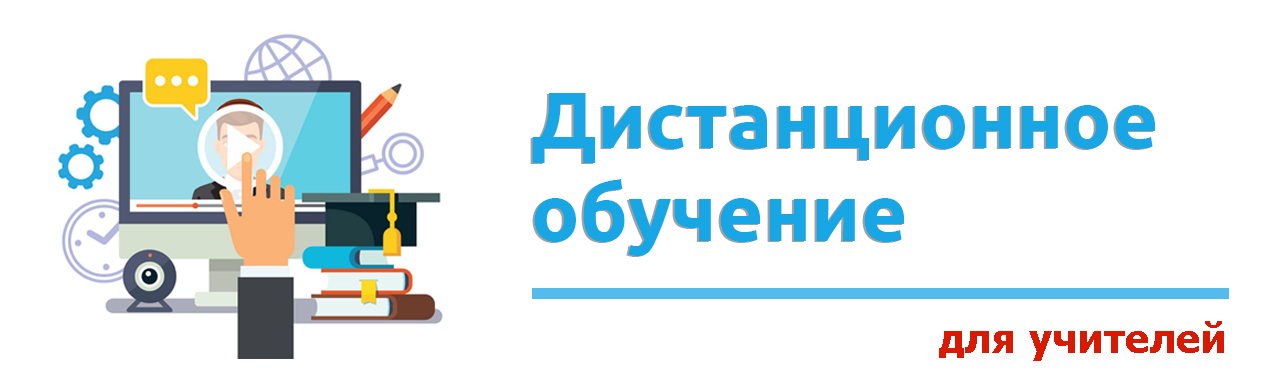 Дистанционное
обучение
для учителей